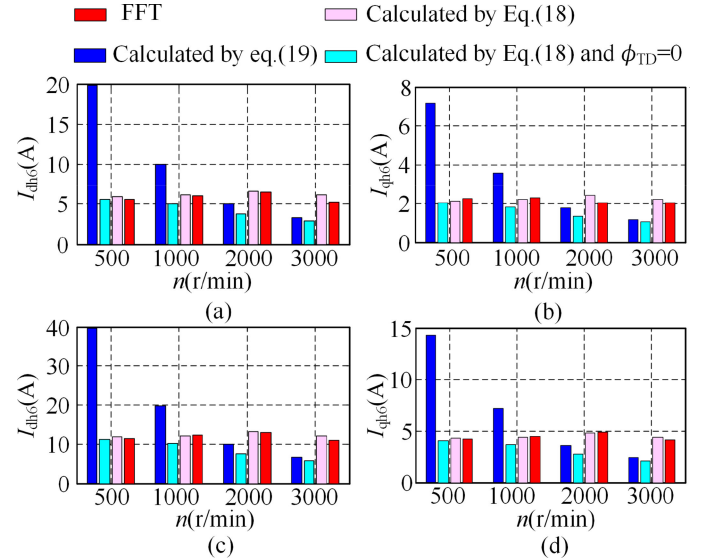 FFT
Calculated by Eq.(18)
Calculated by eq.(19)
Calculated by Eq.(18) and ϕTD=0
20
15
10
5
0
Idh6(A)
500 1000 2000 3000
n(r/min)
(a)
8
6
4
2
0
Iqh6(A)
500 1000 2000 3000
n(r/min)
(b)
40
30
20
10
0
Idh6(A)
500 1000 2000 3000
n(r/min)
(c)
15
10
5
0
Iqh6(A)
500 1000 2000 3000
n(r/min)
(d)